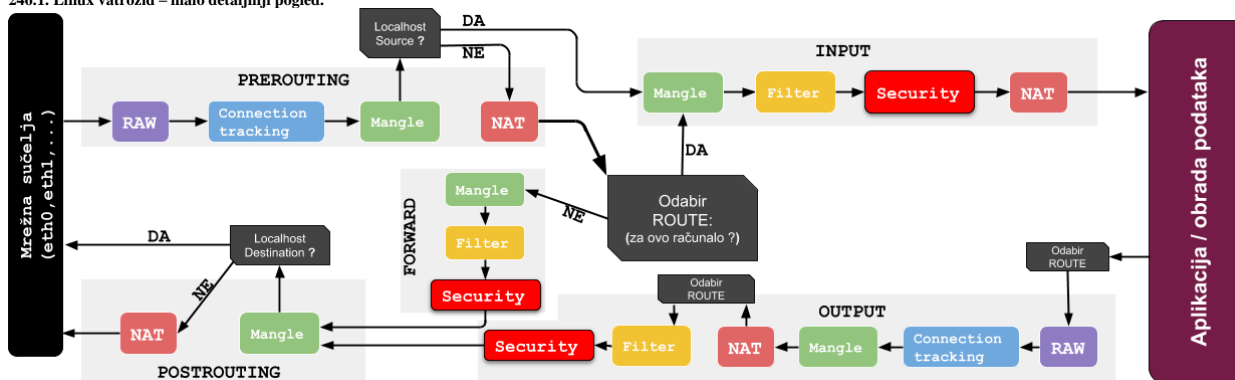 246.1. Linux vatrozid – malo detaljniji pogled.
Mrežna sučelja
(eth0,eth1,...)
PREROUTING
RAW
Connection
tracking
Mangle
Localhost
Source ?
DA
NE
NAT
INPUT
Mangle
Filter
Security
NAT
DA
Odabir
ROUTE:
(za ovo računalo ?)
NE
FORWARD
Mangle
Filter
Security
Aplikacija / obrada podataka
Odabir
ROUTE
OUTPUT
RAW
Connection
tracking
Mangle
NAT
Odabir
ROUTE
Filter
Security
POSTROUTING
Mangle
Localhost
Destination ?
DA
NE
NAT